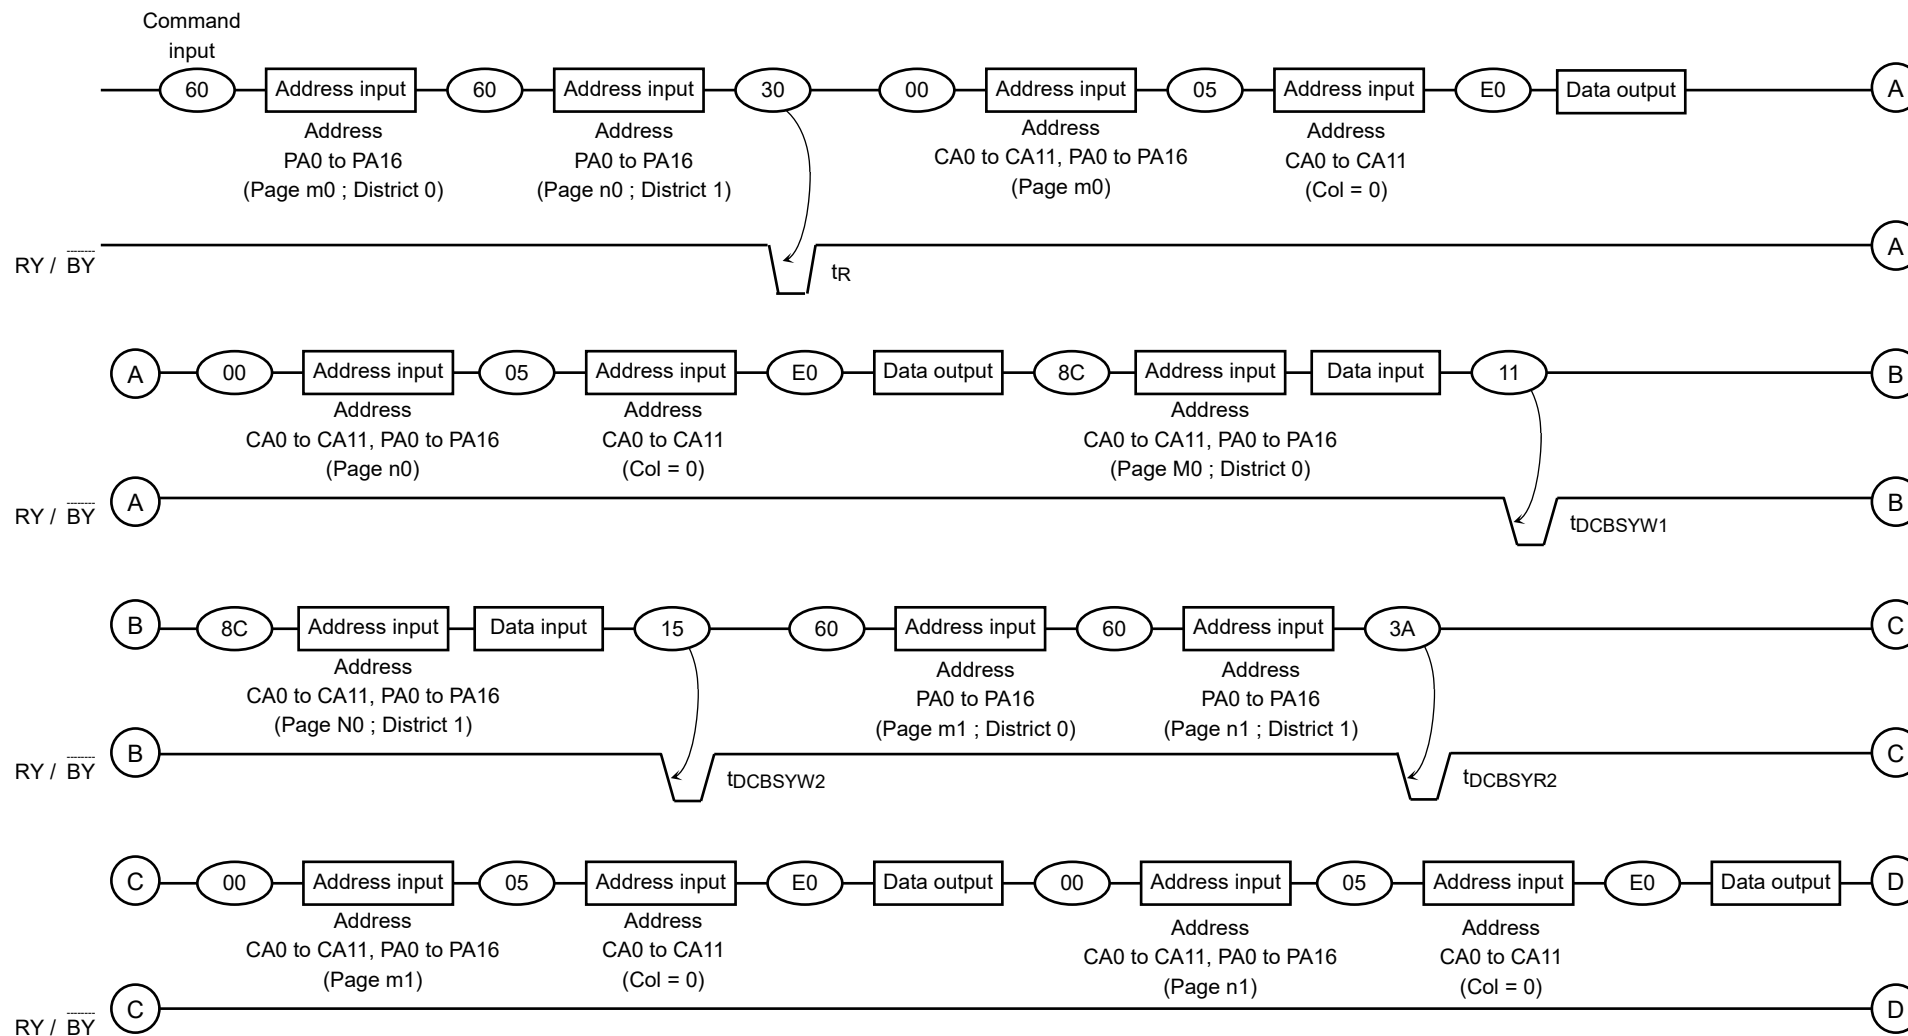 Command
input
60 Address input 60 Address input 30 00 Address input 05 Address input E0 Data output A
Address
PA0 to PA16
(Page m0 ; District 0)
Address
PA0 to PA16
(Page n0 ; District 1)
Address
CA0 to CA11, PA0 to PA16
(Page m0)
Address
CA0 to CA11
(Col = 0)
RY / BY A
tR
A 00 Address input 05 Address input E0 Data output 8C Address input Data input 11 B
Address
CA0 to CA11, PA0 to PA16
(Page n0)
Address
CA0 to CA11
(Col = 0)
Address
CA0 to CA11, PA0 to PA16
(Page M0 ; District 0)
RY / BY A B
tDCBSYW1
B 8C Address input Data input 15 60 Address input 60 Address input 3A C
Address
CA0 to CA11, PA0 to PA16
(Page N0 ; District 1)
Address
PA0 to PA16
(Page m1 ; District 0)
Address
PA0 to PA16
(Page n1 ; District 1)
RY / BY B C
tDCBSYW2 tDCBSYR2
C 00 Address input 05 Address input E0 Data output 00 Address input 05 Address input E0 Data output D
Address
CA0 to CA11, PA0 to PA16
(Page m1)
Address
CA0 to CA11
(Col = 0)
Address
CA0 to CA11, PA0 to PA16
(Page n1)
Address
CA0 to CA11
(Col = 0)
RY / BY C D